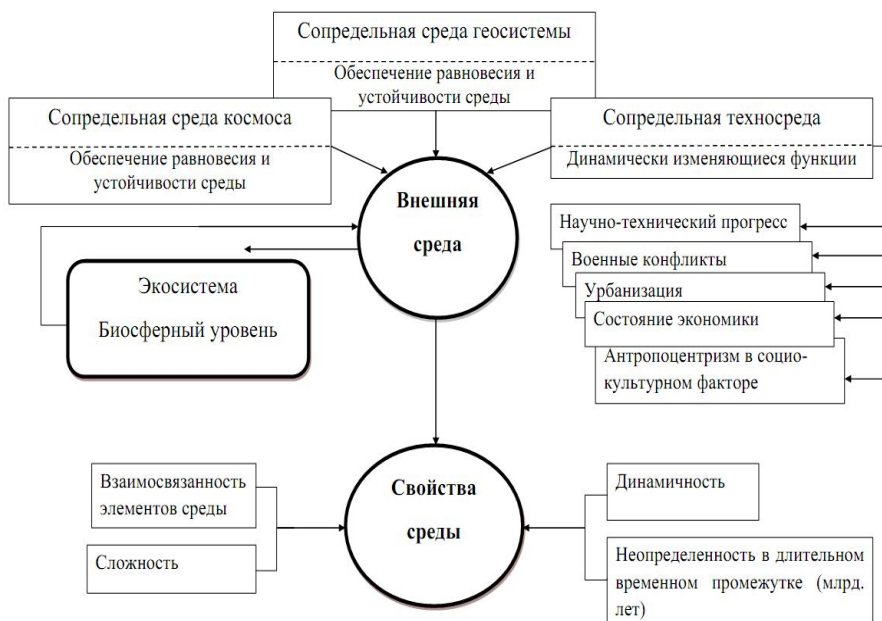 Сопредельная среда геосистемы
Обеспечение равновесия и
устойчивости среды
Сопредельная среда космоса
Обеспечение равновесия и
устойчивости среды
Сопредельная техносреда
Динамически изменяющиеся функции
Внешняя
среда
Научно-технический прогресс
Военные конфликты
Урбанизация
Состояние экономики
Антропоцентризм в социо-
культурном факторе
Экосистема
Биосферный уровень
Взаимосвязанность
элементов среды
Сложность
Свойства
среды
Динамичность
Неопределенность в длительном
временном промежутке (млрд.
лет)